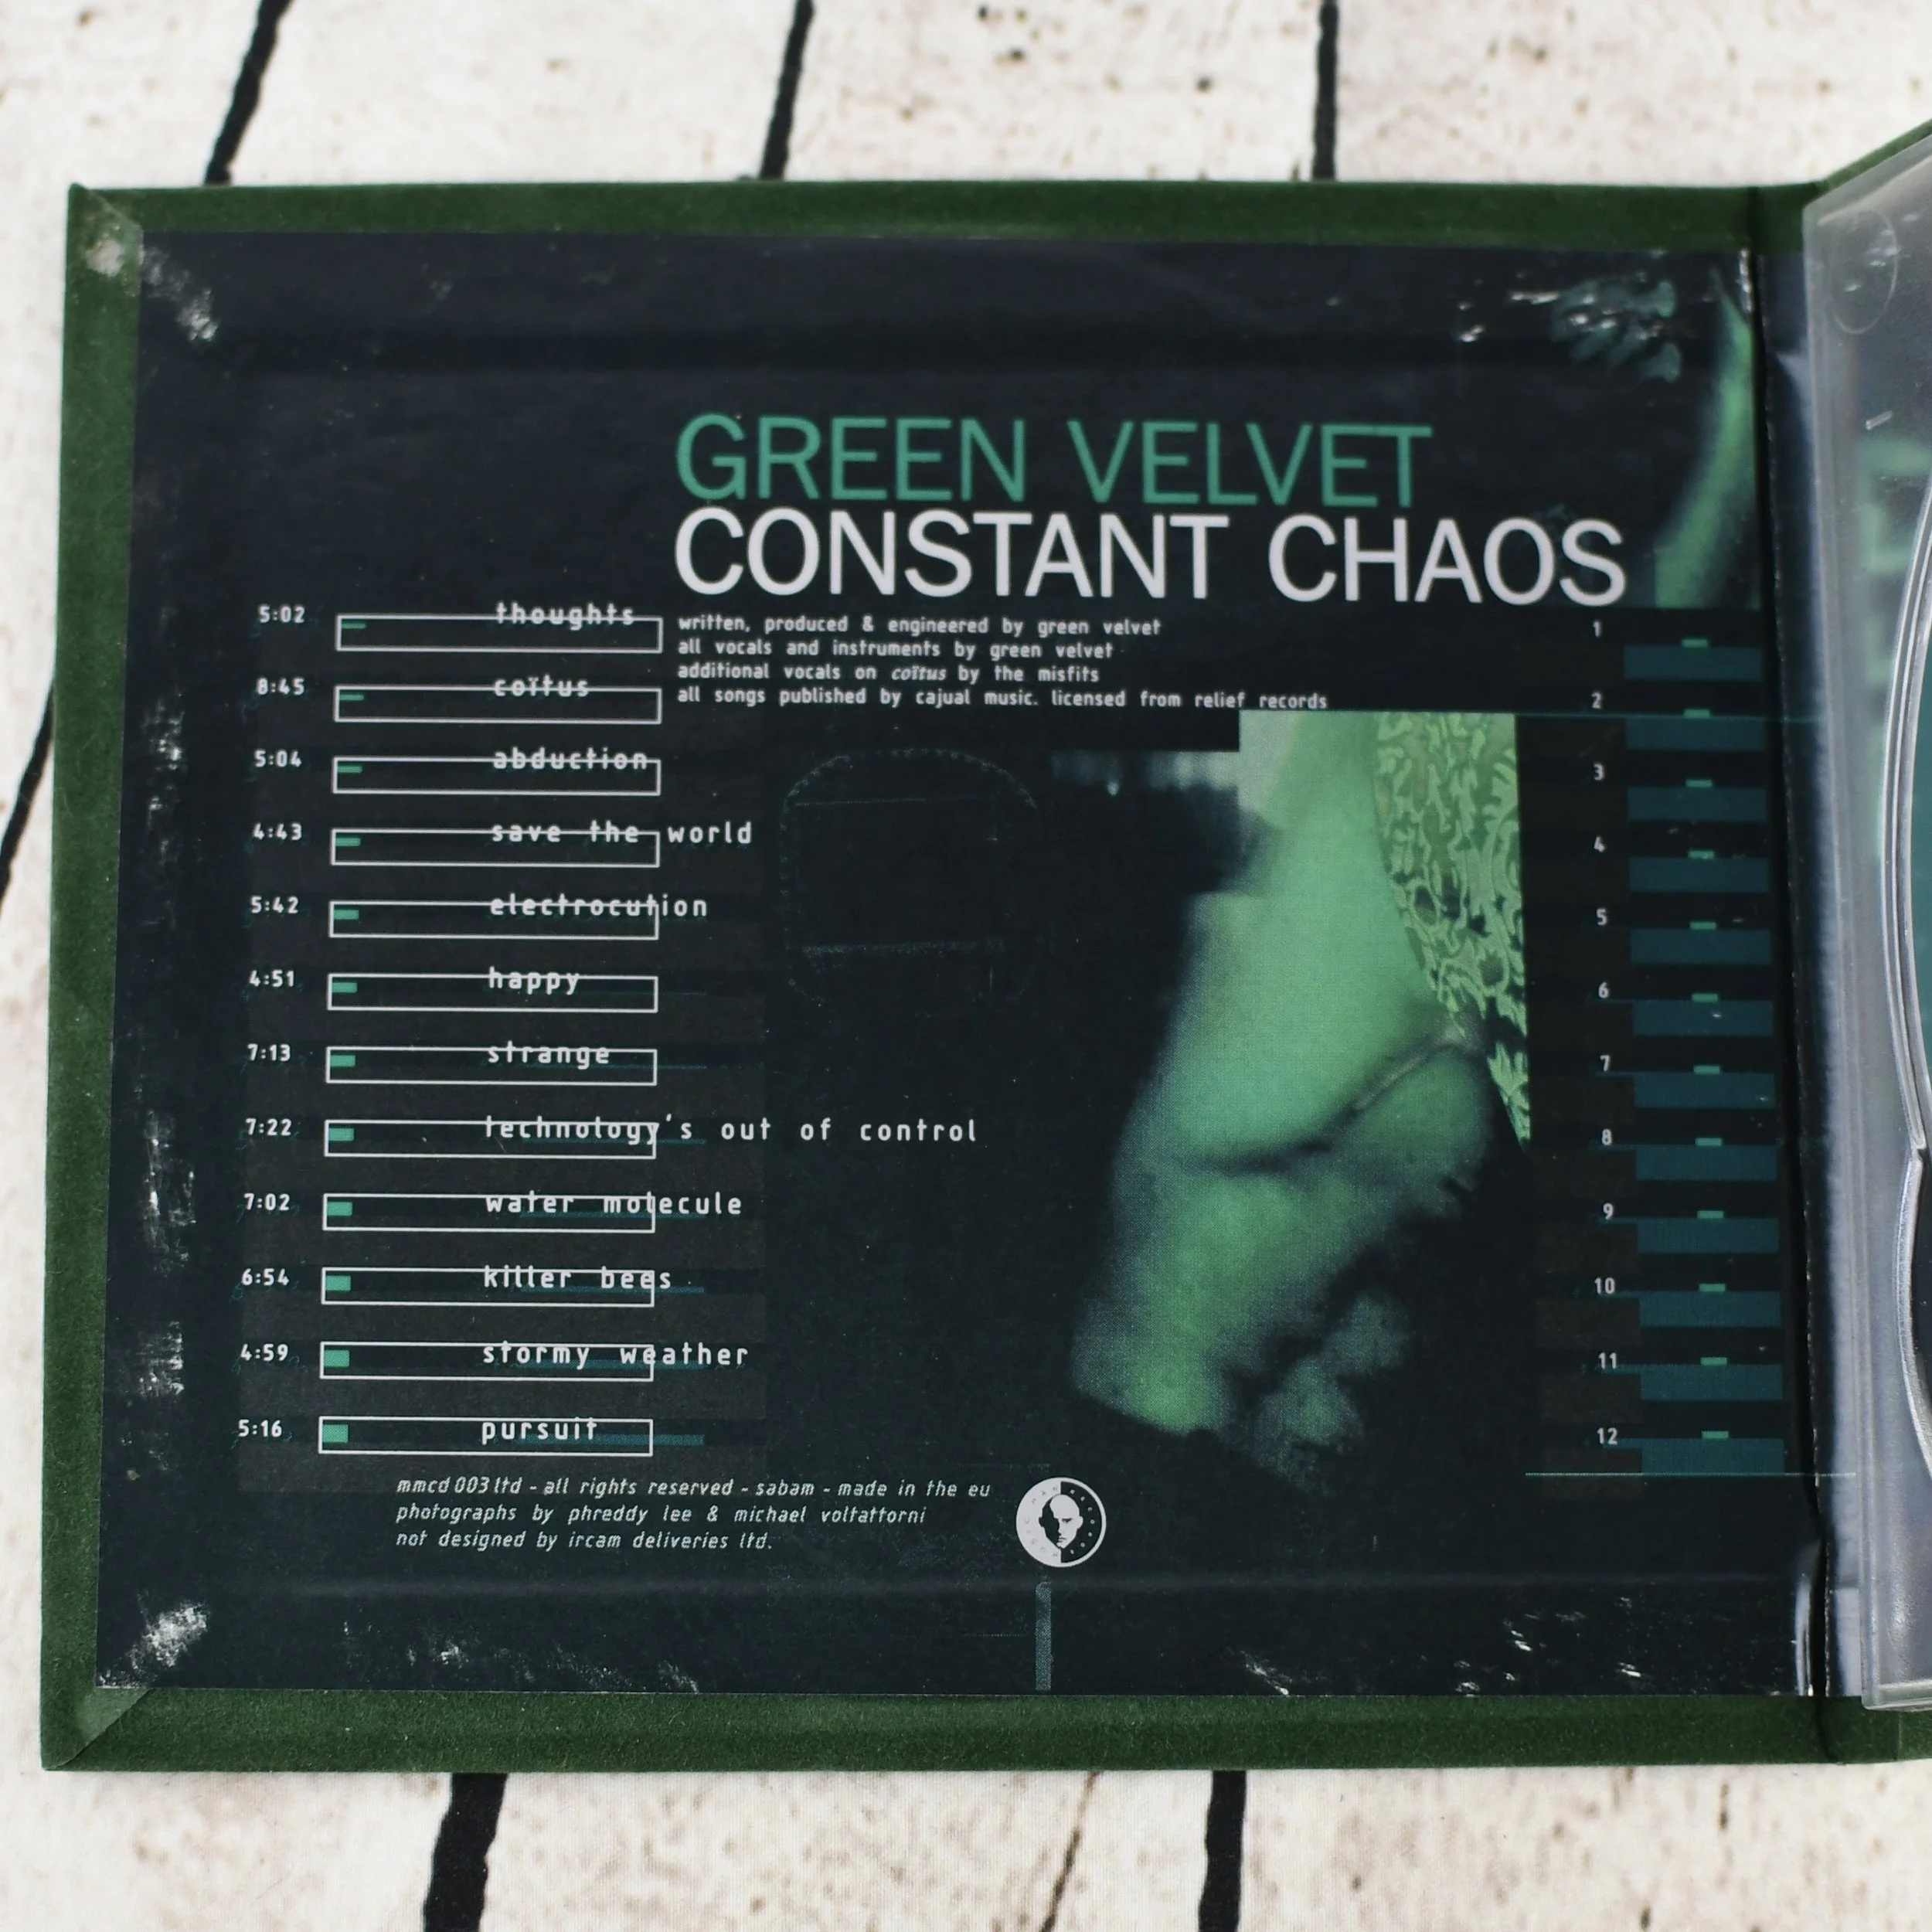 GREEN VELVET
CONSTANT CHAOS
written, produced & engineered by green velvet
all vocals and instruments by green velvet
additional vocals on coïtus by the misfits
all songs published by cajual music. licensed from relief records
5:02 thoughts 1
8:45 coïtus 2
5:04 abduction 3
4:43 save the world 4
5:42 electrocution 5
4:51 happy 6
7:13 strange 7
7:22 technology's out of control 8
7:02 water molecule 9
6:54 killer bees 10
4:59 stormy weather 11
5:16 pursuit 12
mmcd 003 ltd - all rights reserved - sabam - made in the eu
photographs by phreddy lee & michael voltattorni
not designed by ircam deliveries ltd.